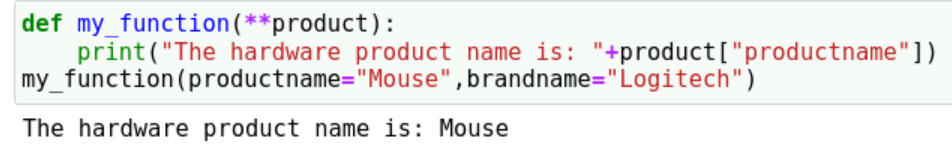 def my_function(**product):
    print("The hardware product name is: "+product["productname"])
my_function(productname="Mouse",brandname="Logitech")
The hardware product name is: Mouse